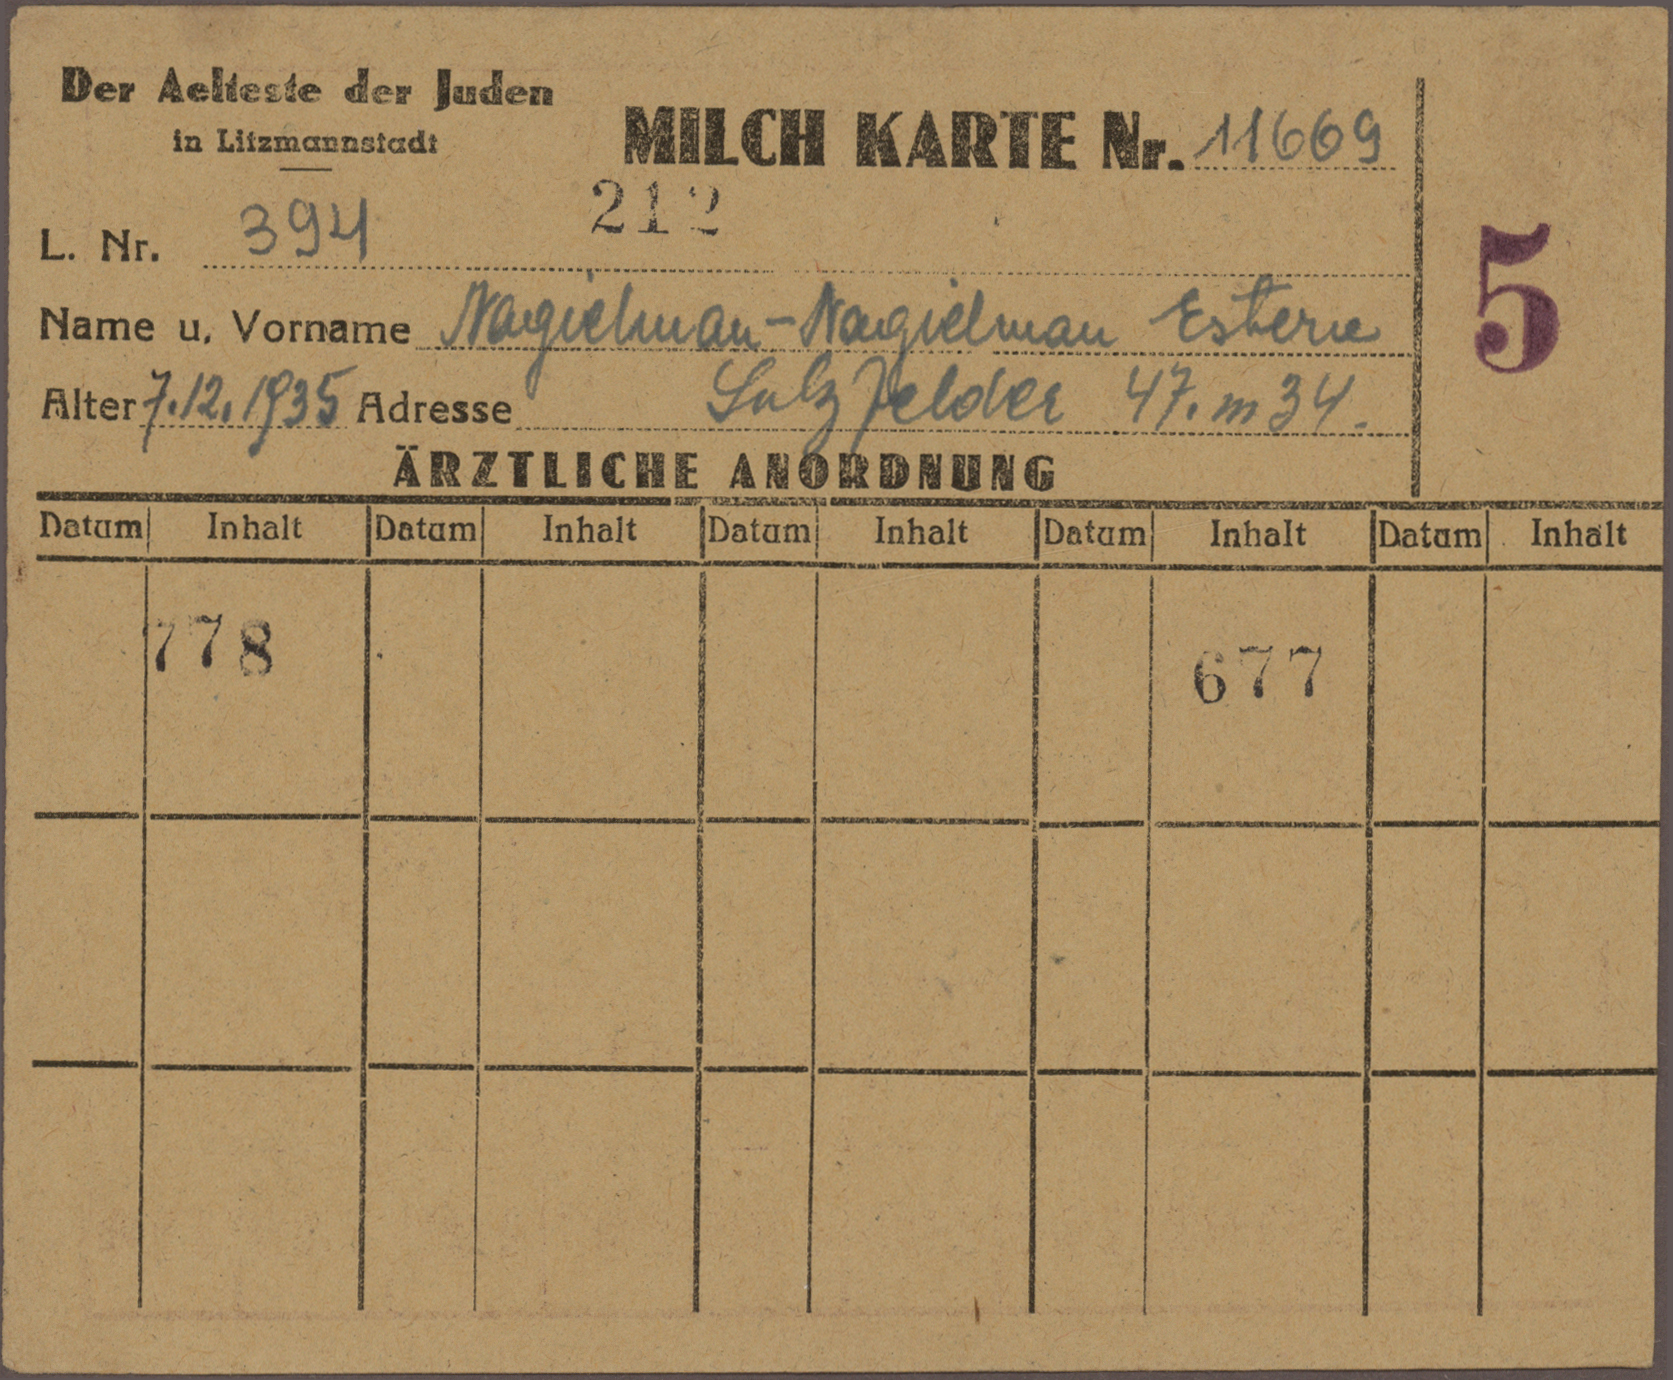 Der Aelteste der Juden
in Litzmannstadt
MILCH KARTE Nr. 11669
212
L. Nr. 394
5
Name u. Vorname Nagielman-Nagielman Estera
Alter 7.12.1935 Adresse Sulzfelder 47. m 34.
ÄRZTLICHE ANORDNUNG
Datum Inhalt Datum Inhalt Datum Inhalt Datum Inhalt Datum Inhalt
778 677